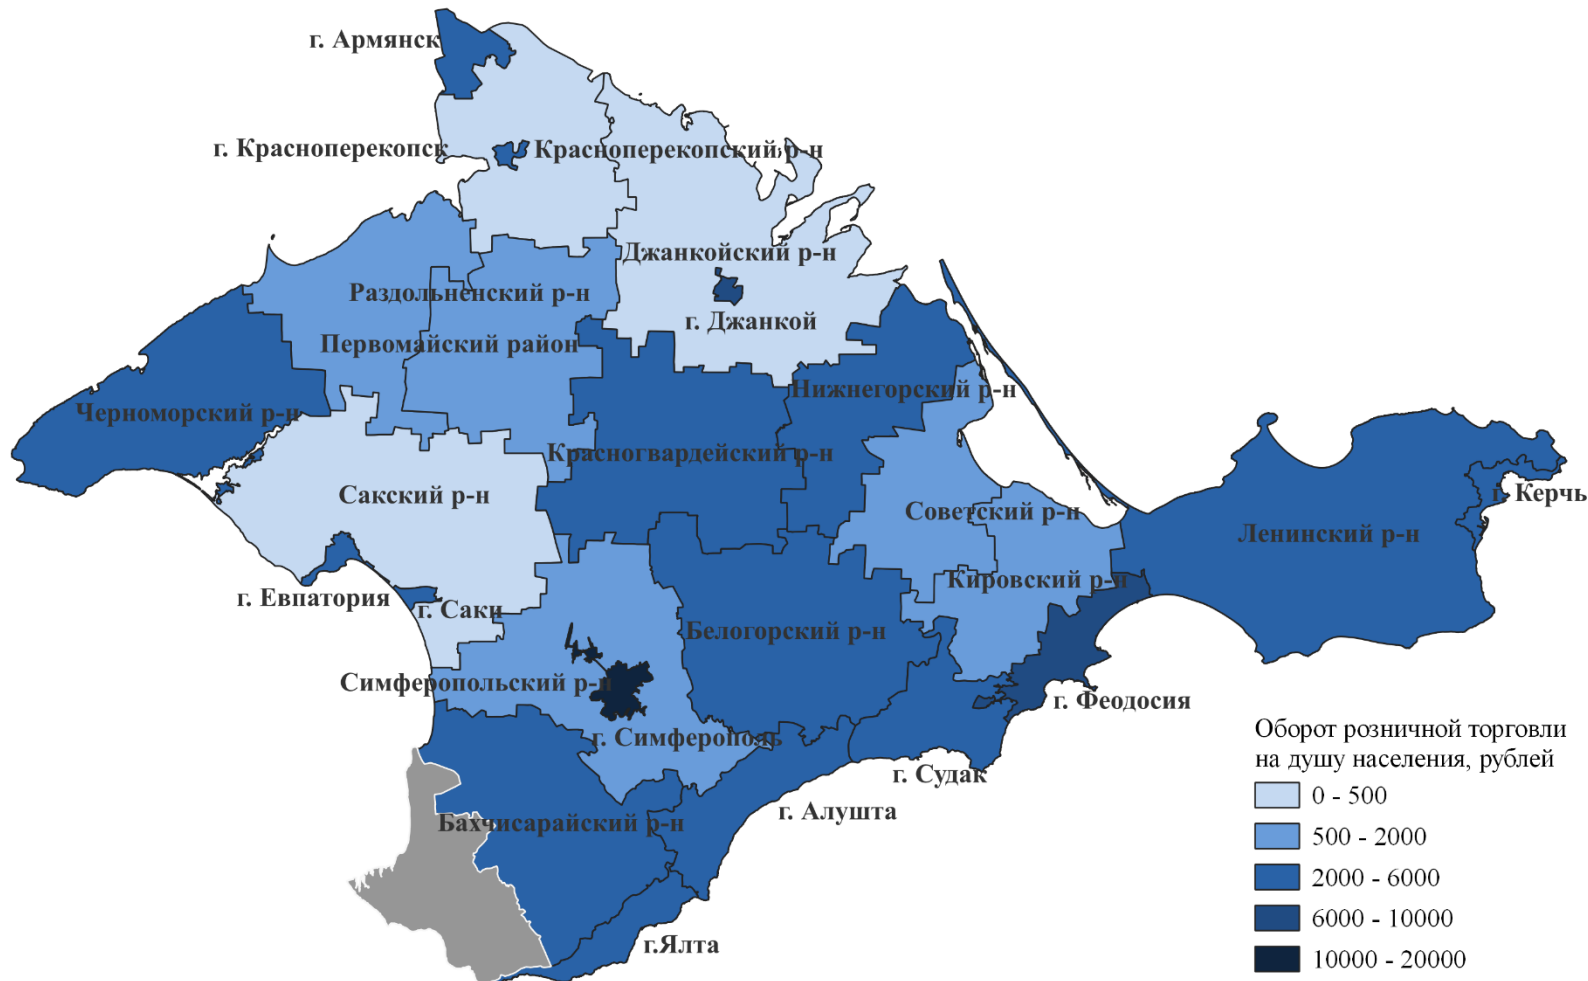 г. Армянск
г. Красноперекопск
Красноперекопский р-н
Джанкойский р-н
Раздольненский р-н
г. Джанкой
Первомайский район
Нижнегорский р-н
Черноморский р-н
Красногвардейский р-н
Сакский р-н
г. Керчь
Советский р-н
Ленинский р-н
Кировский р-н
г. Евпатория
г. Саки
Белогорский р-н
Симферопольский р-н
г. Феодосия
г. Симферополь
г. Судак
г. Алушта
Бахчисарайский р-н
г.Ялта
Оборот розничной торговли
на душу населения, рублей
0 - 500
500 - 2000
2000 - 6000
6000 - 10000
10000 - 20000